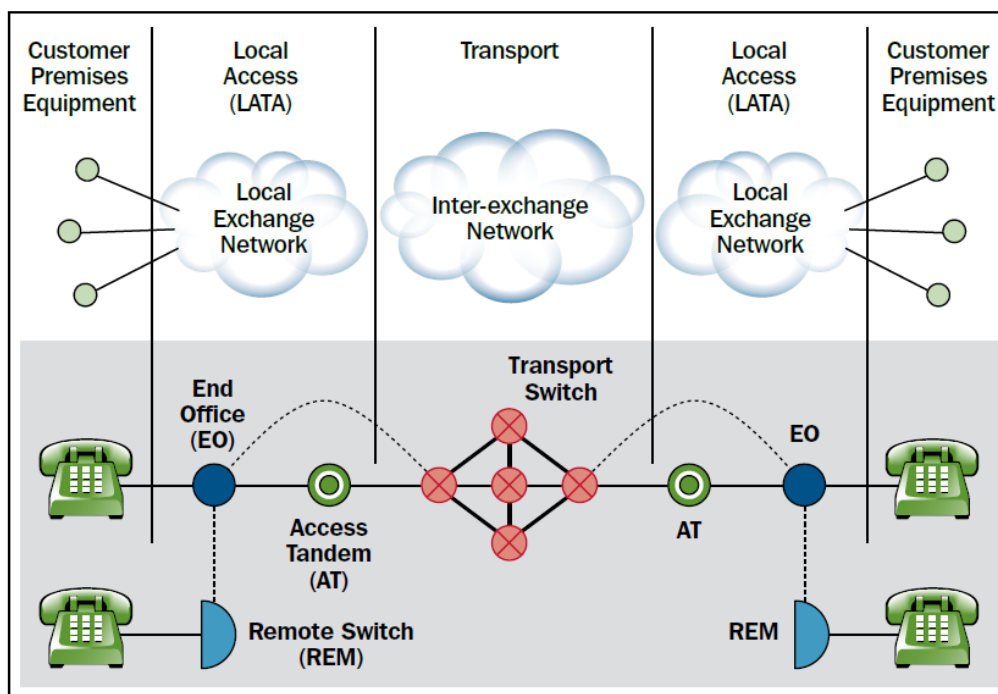 Customer
Premises
Equipment
Local
Access
(LATA)
Transport
Local
Access
(LATA)
Customer
Premises
Equipment
Local
Exchange
Network
Inter-exchange
Network
Local
Exchange
Network
Transport
Switch
End
Office
(EO)
EO
Access
Tandem
(AT)
AT
Remote Switch
(REM)
REM